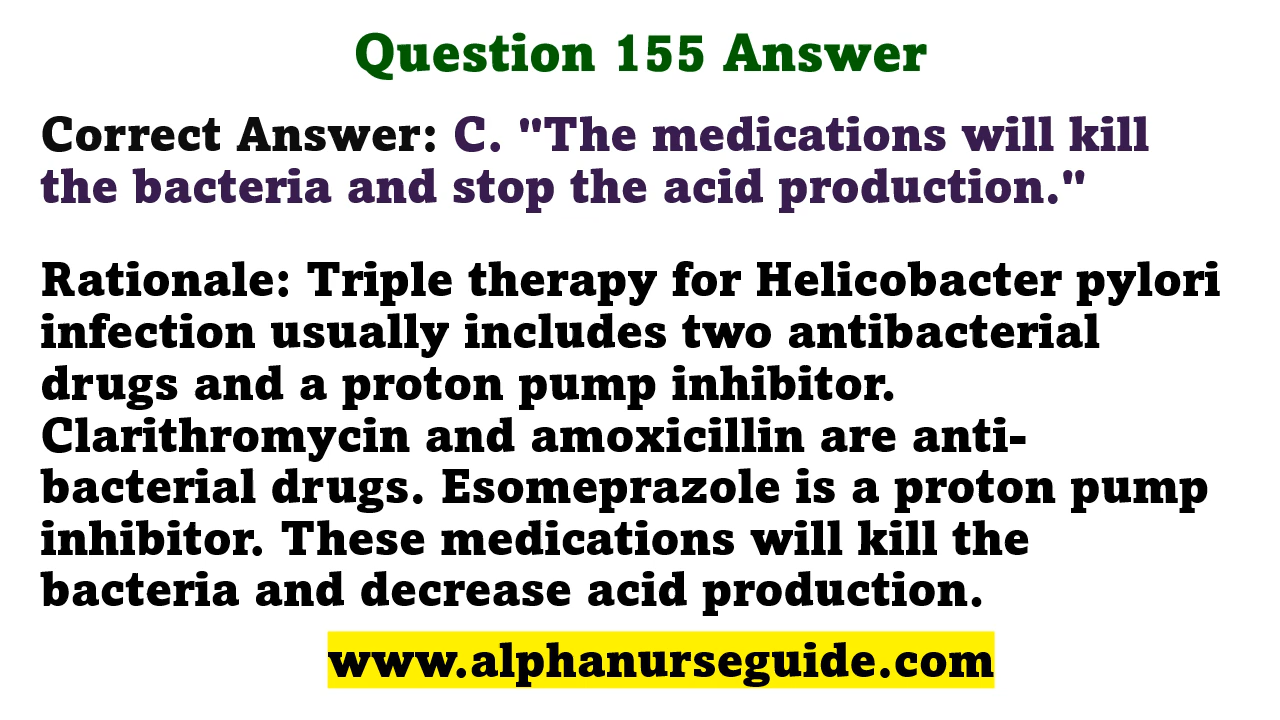 Question 155 Answer
Correct Answer: C. "The medications will kill
the bacteria and stop the acid production."
Rationale: Triple therapy for Helicobacter pylori
infection usually includes two antibacterial
drugs and a proton pump inhibitor.
Clarithromycin and amoxicillin are anti-
bacterial drugs. Esomeprazole is a proton pump
inhibitor. These medications will kill the
bacteria and decrease acid production.
www.alphanurseguide.com